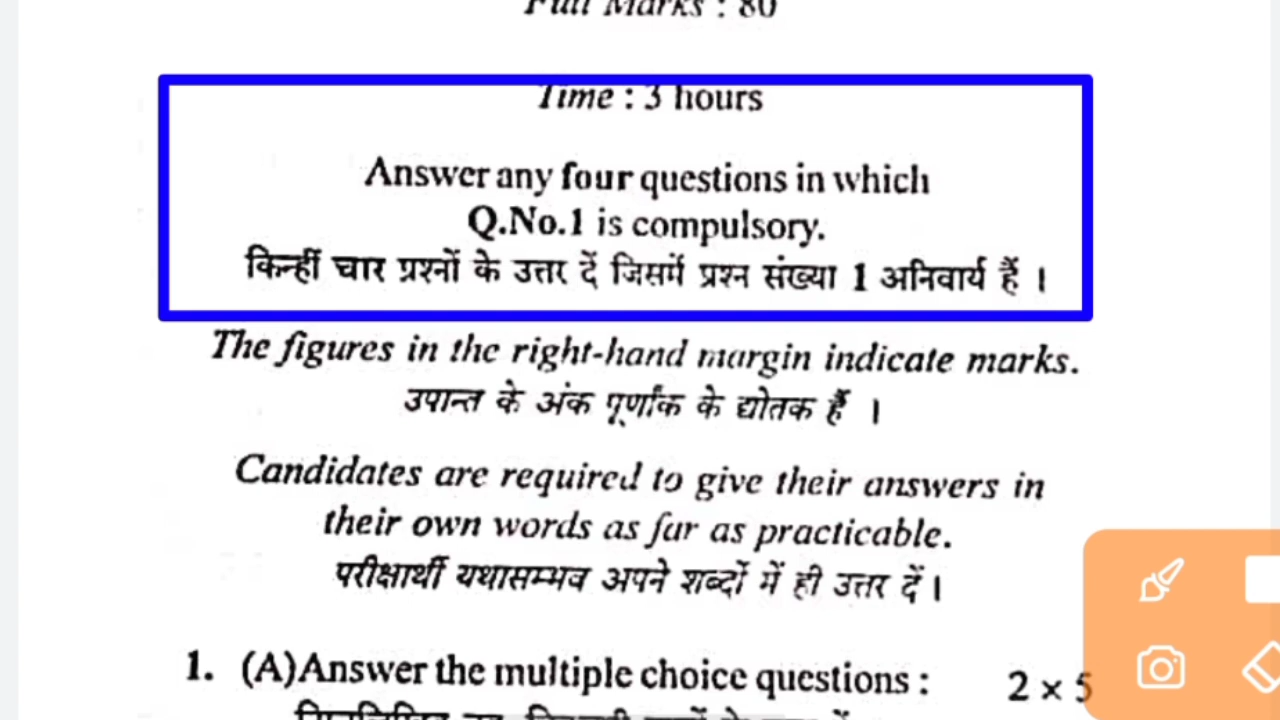 Full Marks : 80
Time : 3 hours
Answer any four questions in which
Q.No.1 is compulsory.
किन्हीं चार प्रश्नों के उत्तर दें जिसमें प्रश्न संख्या 1 अनिवार्य हैं ।
The figures in the right-hand margin indicate marks.
उपान्त के अंक पूर्णांक के द्योतक हैं ।
Candidates are required to give their answers in
their own words as far as practicable.
परीक्षार्थी यथासम्भव अपने शब्दों में ही उत्तर दें ।
1. (A)Answer the multiple choice questions : 2 × 5